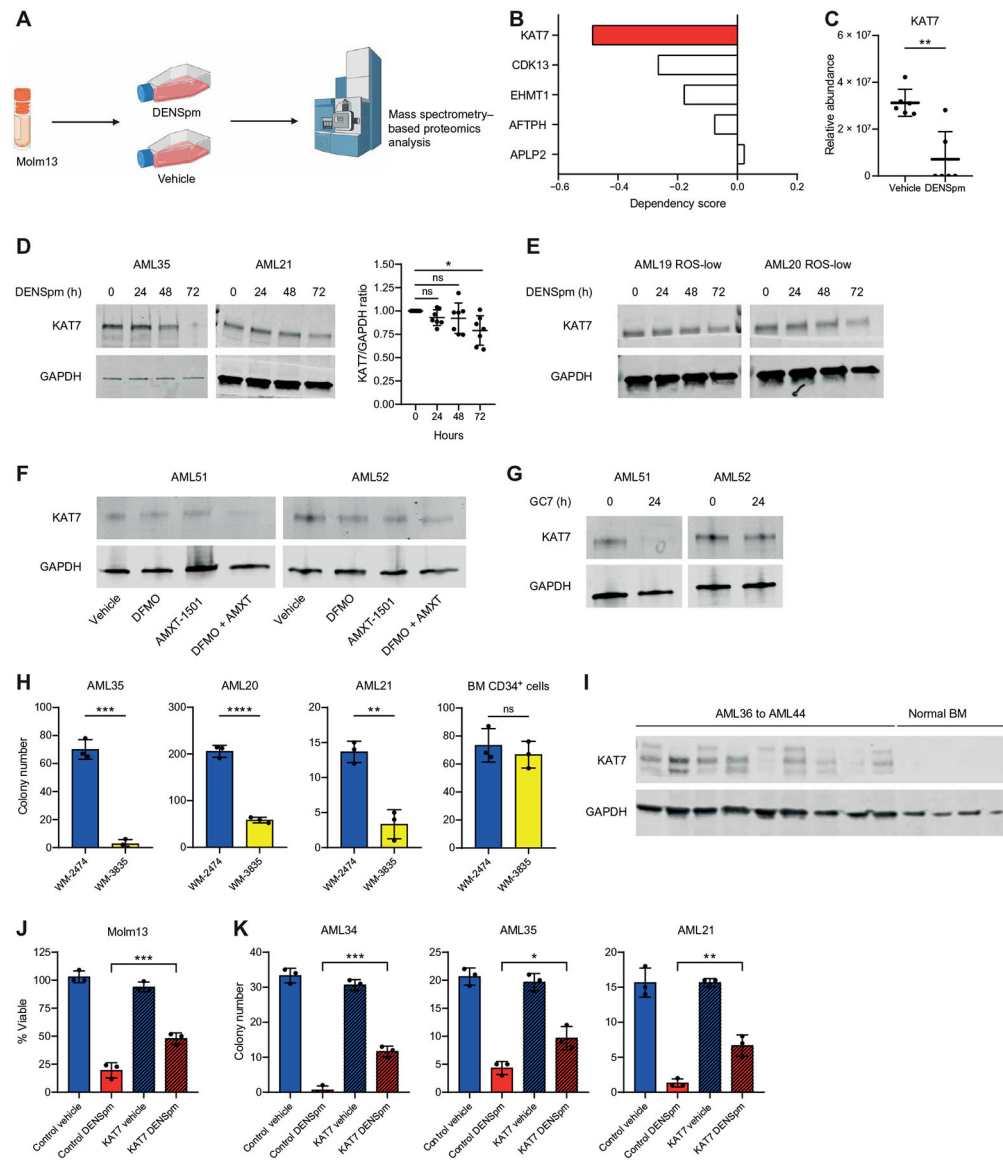 A
Molm13
DENSpm
Vehicle
Mass spectrometry–
based proteomics
analysis
B
KAT7
CDK13
EHMT1
AFTPH
APLP2
−0.6 −0.4 −0.2 0.0 0.2
Dependency score
C
KAT7
**
6 × 10⁷
4 × 10⁷
2 × 10⁷
0
Relative abundance
Vehicle DENSpm
D
AML35 AML21
DENSpm (h) 0 24 48 72 0 24 48 72
KAT7
GAPDH
KAT7/GAPDH ratio
1.50
1.25
1.00
0.75
0.50
0.25
0.00
*
ns
ns
0 24 48 72
Hours
E
AML19 ROS-low AML20 ROS-low
DENSpm (h) 0 24 48 72 0 24 48 72
KAT7
GAPDH
F
AML51 AML52
KAT7
GAPDH
Vehicle DFMO AMXT-1501 DFMO + AMXT Vehicle DFMO AMXT-1501 DFMO + AMXT
G
AML51 AML52
GC7 (h) 0 24 0 24
KAT7
GAPDH
H
AML35
***
100
80
60
40
20
0
Colony number
WM-2474 WM-3835
AML20
****
300
200
100
0
WM-2474 WM-3835
AML21
**
20
15
10
5
0
WM-2474 WM-3835
BM CD34⁺ cells
ns
100
80
60
40
20
0
WM-2474 WM-3835
I
AML36 to AML44 Normal BM
KAT7
GAPDH
J
Molm13
***
125
100
75
50
25
0
% Viable
Control vehicle Control DENSpm KAT7 vehicle KAT7 DENSpm
K
AML34
***
40
30
20
10
0
Colony number
Control vehicle Control DENSpm KAT7 vehicle KAT7 DENSpm
AML35
*
25
20
15
10
5
0
Control vehicle Control DENSpm KAT7 vehicle KAT7 DENSpm
AML21
**
20
15
10
5
0
Control vehicle Control DENSpm KAT7 vehicle KAT7 DENSpm